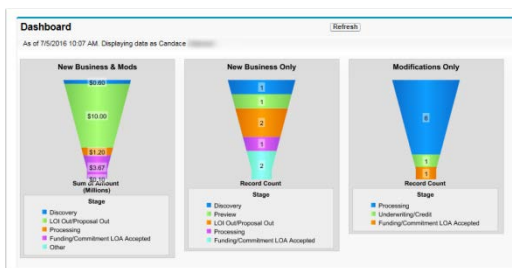 Dashboard
Refresh
As of 7/5/2016 10:07 AM. Displaying data as Candace
New Business & Mods
$0.60
$10.00
$1.20
$3.67
$0.10
Sum of Amount
(Millions)
Stage
Discovery
LOI Out/Proposal Out
Processing
Funding/Commitment LOA Accepted
Other
New Business Only
1
1
2
1
2
Record Count
Stage
Discovery
Preview
LOI Out/Proposal Out
Processing
Funding/Commitment LOA Accepted
Modifications Only
1
1
Record Count
Stage
Processing
Underwriting/Credit
Funding/Commitment LOA Accepted